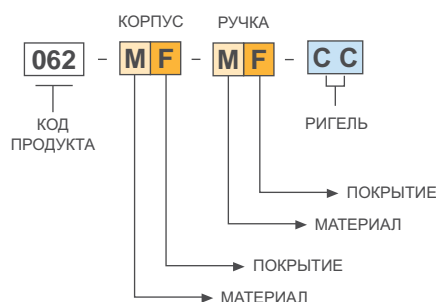 КОРПУС РУЧКА
062 - M F - M F - C C
КОД
ПРОДУКТА
РИГЕЛЬ
ПОКРЫТИЕ
МАТЕРИАЛ
ПОКРЫТИЕ
МАТЕРИАЛ